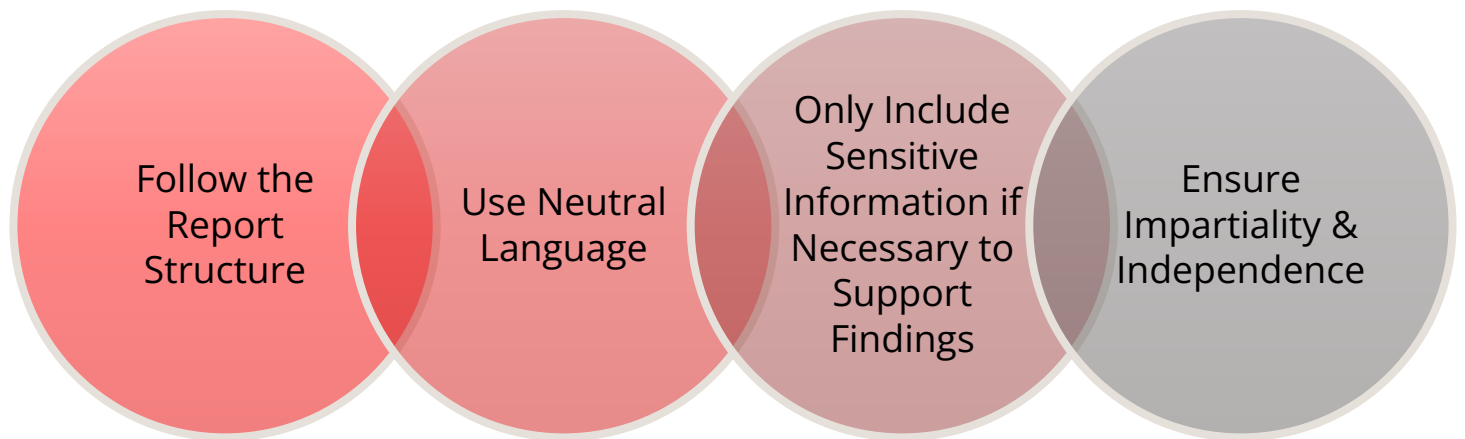 Follow the
Report
Structure
Use Neutral
Language
Only Include
Sensitive
Information if
Necessary to
Support
Findings
Ensure
Impartiality &
Independence